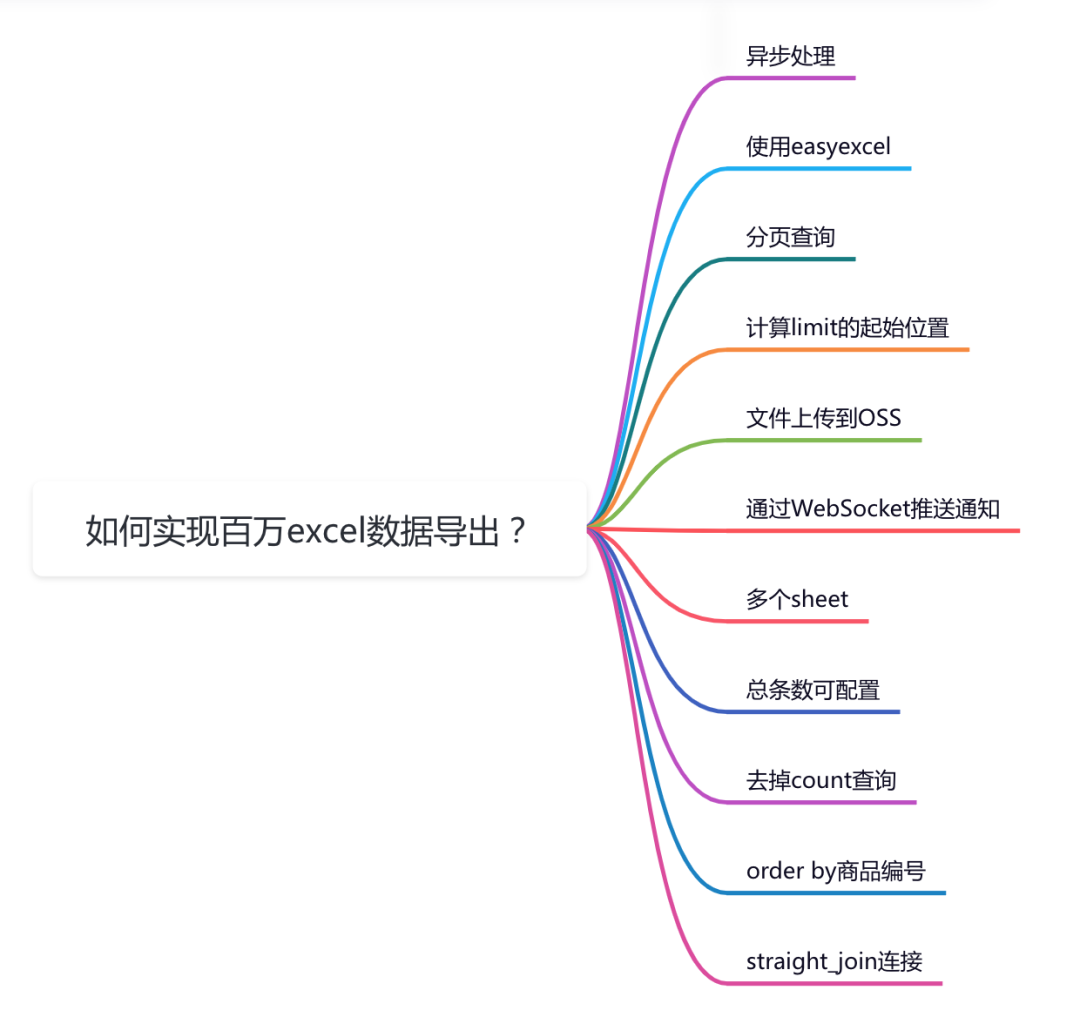 如何实现百万excel数据导出？
异步处理
使用easyexcel
分页查询
计算limit的起始位置
文件上传到OSS
通过WebSocket推送通知
多个sheet
总条数可配置
去掉count查询
order by商品编号
straight_join连接